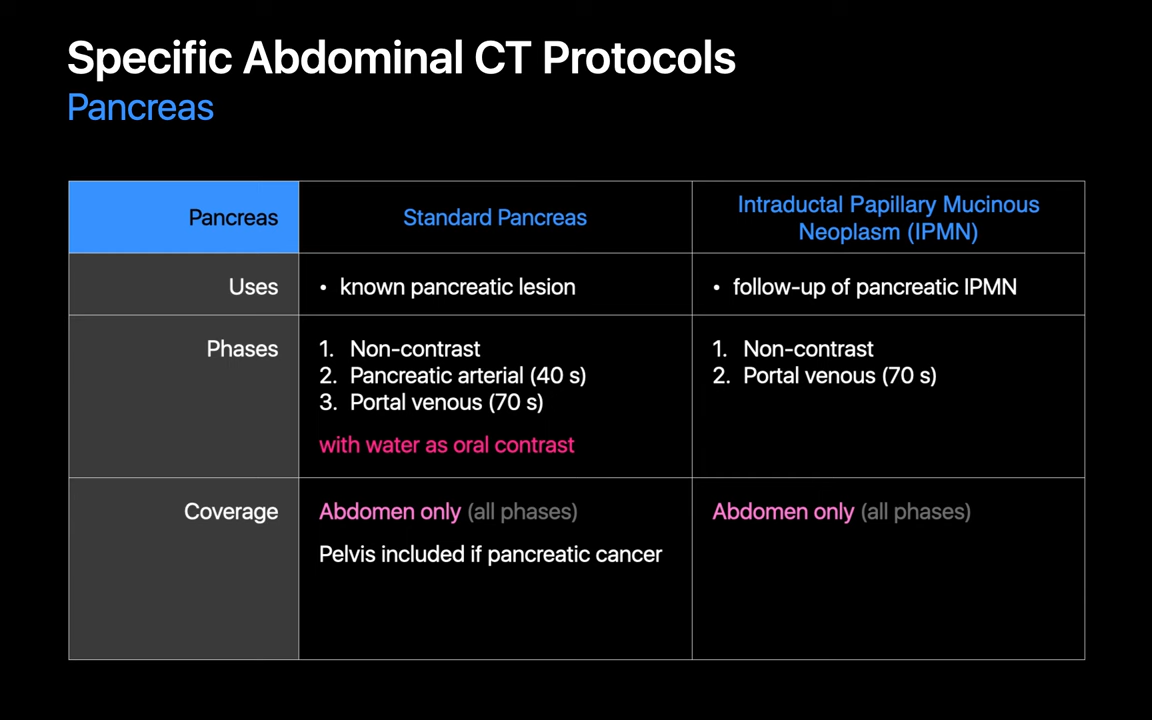 Specific Abdominal CT Protocols
Pancreas
Pancreas
Standard Pancreas
Intraductal Papillary Mucinous
Neoplasm (IPMN)
Uses
• known pancreatic lesion
• follow-up of pancreatic IPMN
Phases
1. Non-contrast
2. Pancreatic arterial (40 s)
3. Portal venous (70 s)
with water as oral contrast
1. Non-contrast
2. Portal venous (70 s)
Coverage
Abdomen only (all phases)
Pelvis included if pancreatic cancer
Abdomen only (all phases)